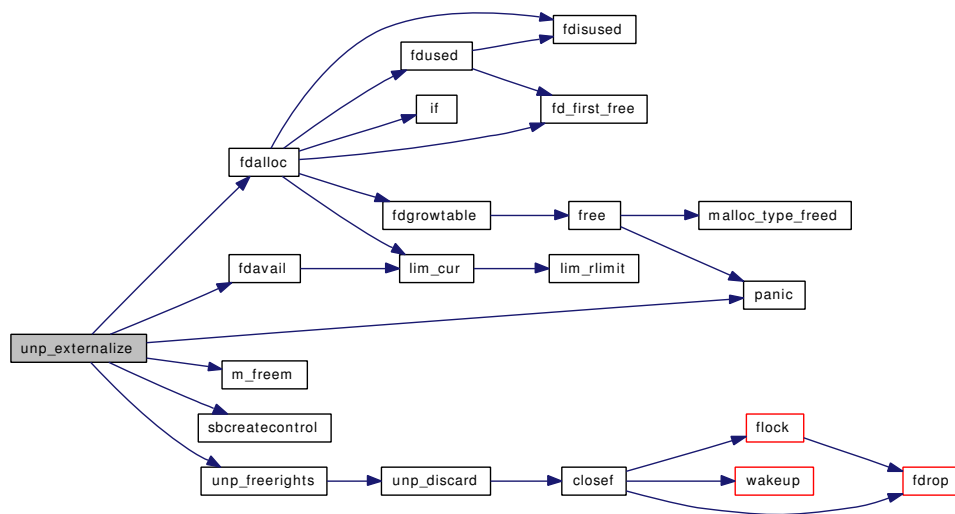 fdisused
fdused
if
fd_first_free
fdalloc
fdgrowtable
free
malloc_type_freed
fdavail
lim_cur
lim_rlimit
panic
unp_externalize
m_freem
sbcreatecontrol
flock
unp_freerights
unp_discard
closef
wakeup
fdrop